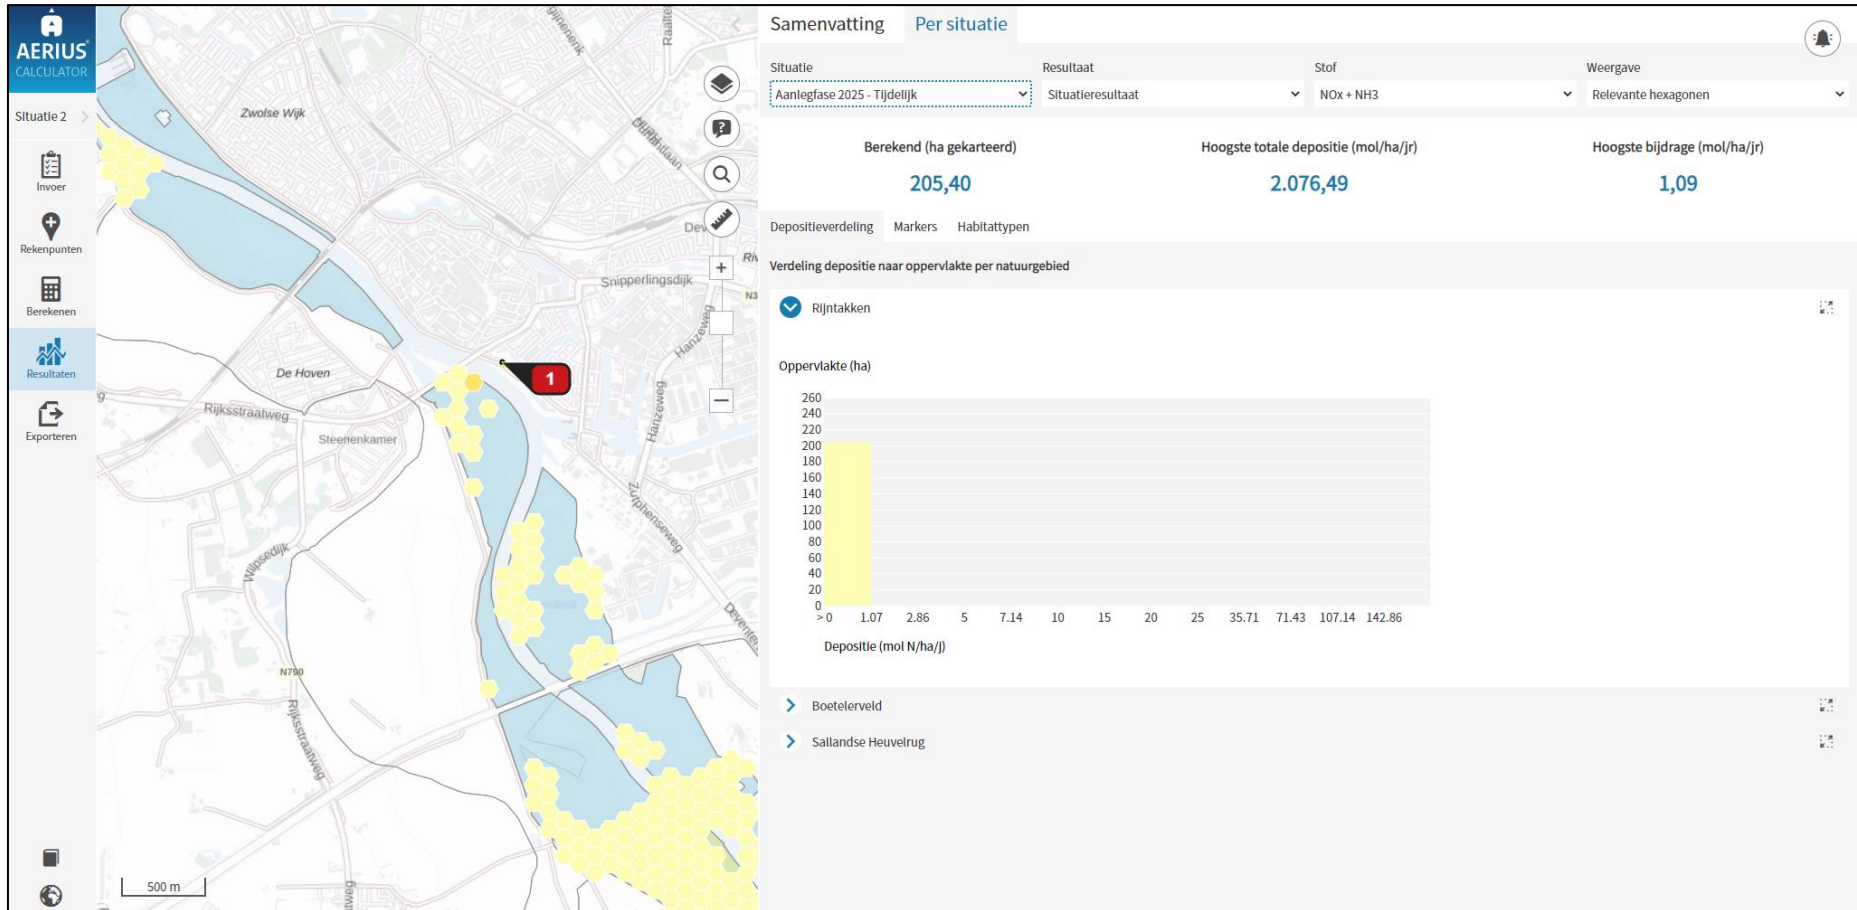 AERIUS
CALCULATOR
Situatie 2
Invoer
Rekenpunten
Berekenen
Resultaten
Exporteren
Zwolse Wijk
Snipperlingsdijk
Hanzeweg
Hanzeweg
De Hoven
1
Rijksstraatweg
Steenenkamer
Zutphenseweg
Wilpsedijk
N790
Rijksstraatweg
500 m
Samenvatting Per situatie
Situatie Resultaat Stof Weergave
Aanlegfase 2025 - Tijdelijk Situatieresultaat NOx + NH3 Relevante hexagonen
Berekend (ha gekarteerd) Hoogste totale depositie (mol/ha/jr) Hoogste bijdrage (mol/ha/jr)
205,40 2.076,49 1,09
Depositieverdeling Markers Habitattypen
Verdeling depositie naar oppervlakte per natuurgebied
Rijntakken
Oppervlakte (ha)
260
240
220
200
180
160
140
120
100
80
60
40
20
0
> 0 1.07 2.86 5 7.14 10 15 20 25 35.71 71.43 107.14 142.86
Depositie (mol N/ha/j)
Boetelerveld
Sallandse Heuvelrug